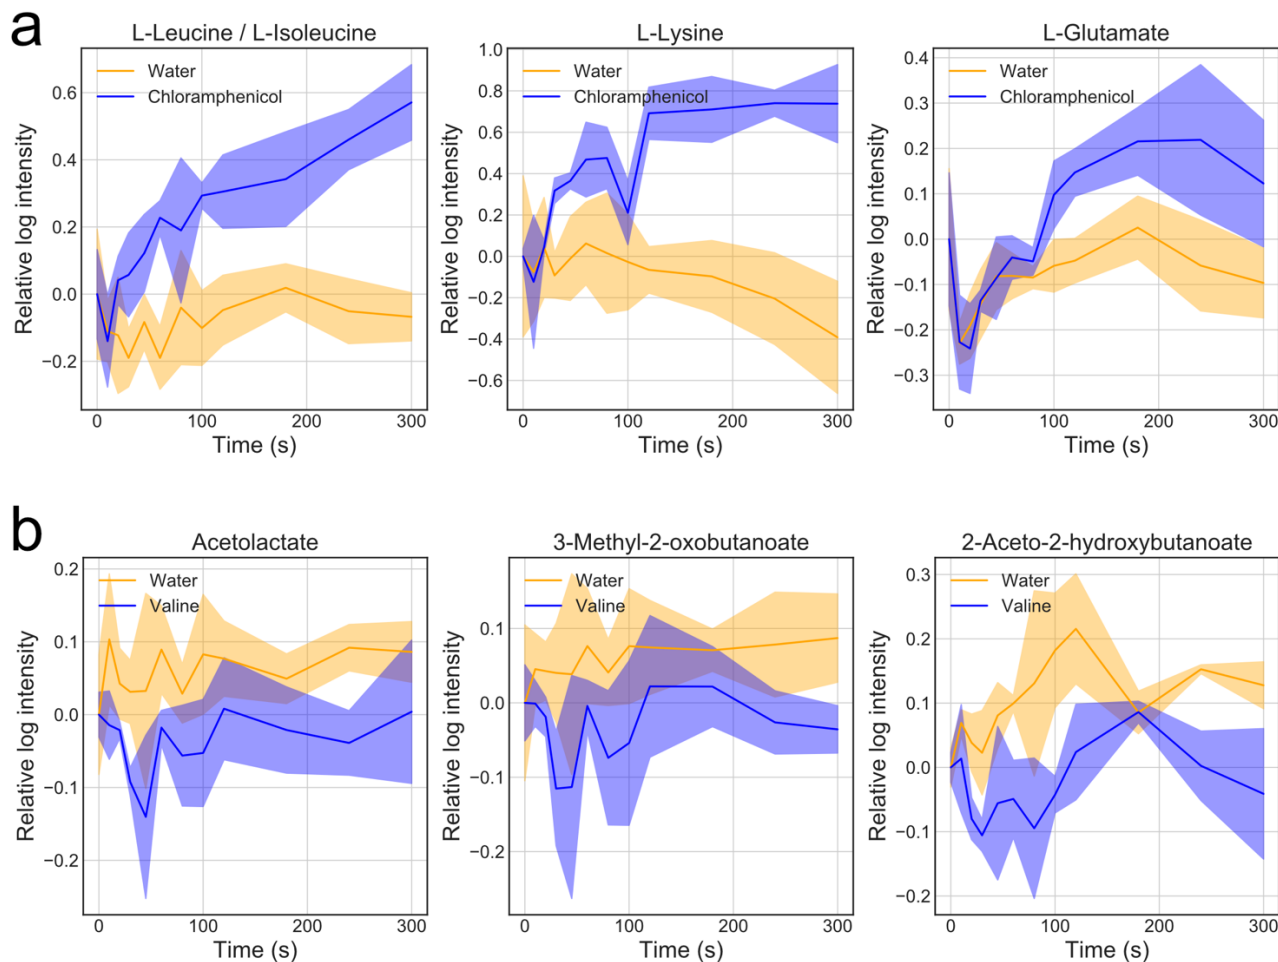 a
L-Leucine / L-Isoleucine
Water
Chloramphenicol
Relative log intensity
0.6
0.4
0.2
0.0
−0.2
0
100
200
300
Time (s)
L-Lysine
Water
Chloramphenicol
Relative log intensity
1.0
0.8
0.6
0.4
0.2
0.0
−0.2
−0.4
−0.6
0
100
200
300
Time (s)
L-Glutamate
Water
Chloramphenicol
Relative log intensity
0.4
0.3
0.2
0.1
0.0
−0.1
−0.2
−0.3
0
100
200
300
Time (s)
b
Acetolactate
Water
Valine
Relative log intensity
0.2
0.1
0.0
−0.1
−0.2
0
100
200
300
Time (s)
3-Methyl-2-oxobutanoate
Water
Valine
Relative log intensity
0.1
0.0
−0.1
−0.2
0
100
200
300
Time (s)
2-Aceto-2-hydroxybutanoate
Water
Valine
Relative log intensity
0.3
0.2
0.1
0.0
−0.1
−0.2
0
100
200
300
Time (s)